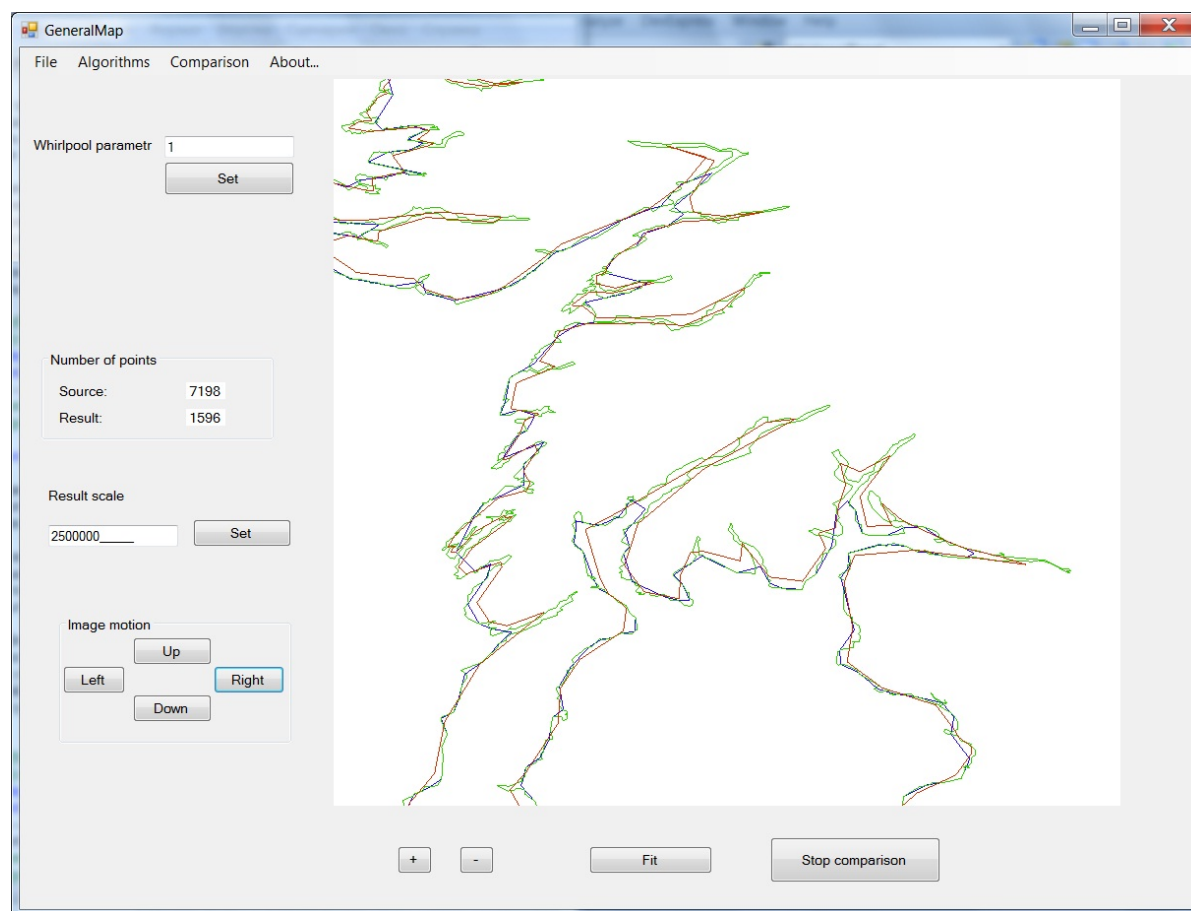 GeneralMap
File Algorithms Comparison About...
Whirlpool parametr 1
Set
Number of points
Source: 7198
Result: 1596
Result scale
2500000_____ Set
Image motion
Up
Left Right
Down
+ - Fit Stop comparison